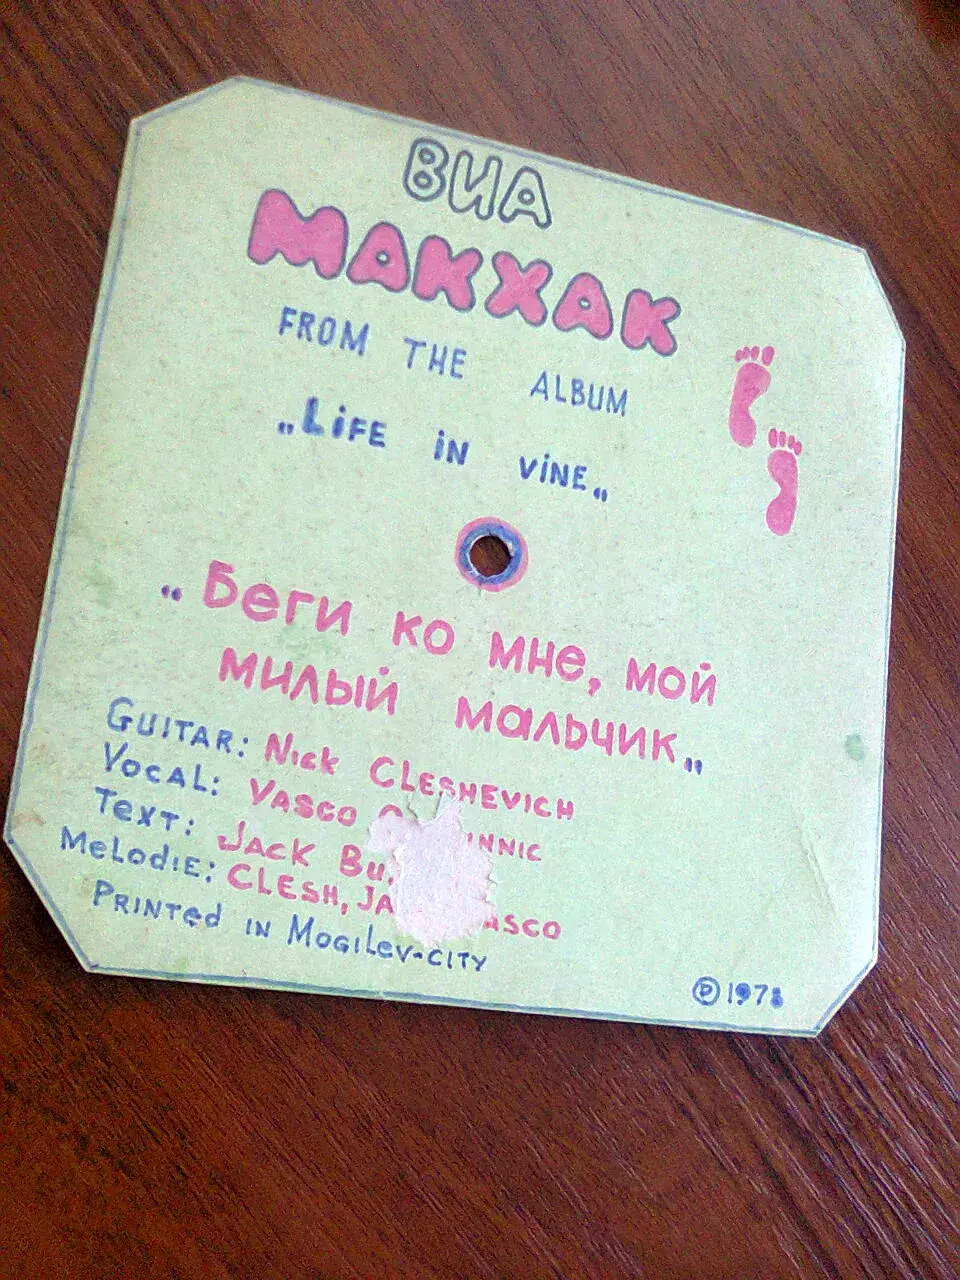 ВИА
МАКХАК
FROM THE ALBUM
„LiFE iN ViNE„
„Беги ко мне, мой
милый мальчик„
GUITAR: Nick CLESHEVICH
VOCAL: VASCO
TEXT: JACK
MELODIE: CLESH,
PRINTED IN MOGILEV-CITY
Ⓟ 1978